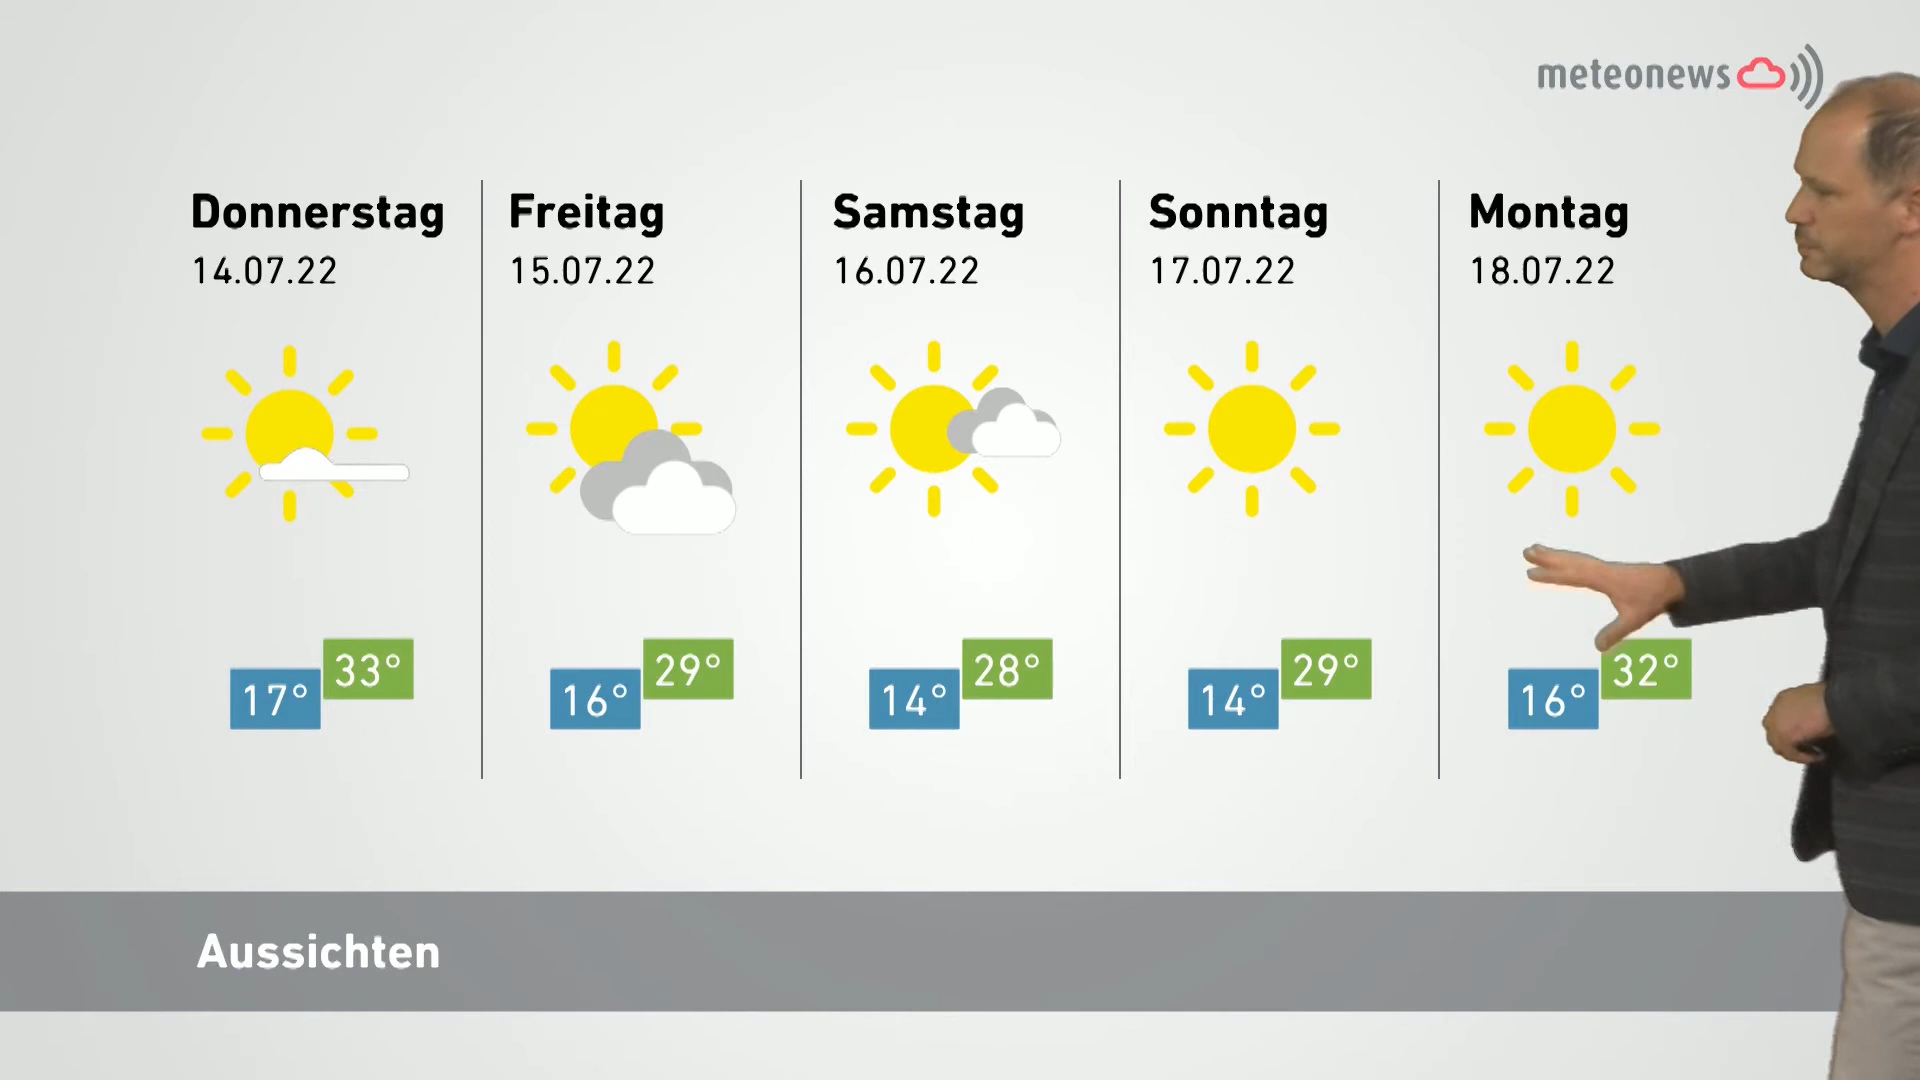 meteonews
Donnerstag
14.07.22
Freitag
15.07.22
Samstag
16.07.22
Sonntag
17.07.22
Montag
18.07.22
17° 33°
16° 29°
14° 28°
14° 29°
16° 32°
Aussichten